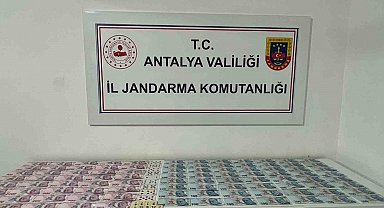 T.C.
ANTALYA VALİLİĞİ
İL JANDARMA KOMUTANLIĞI